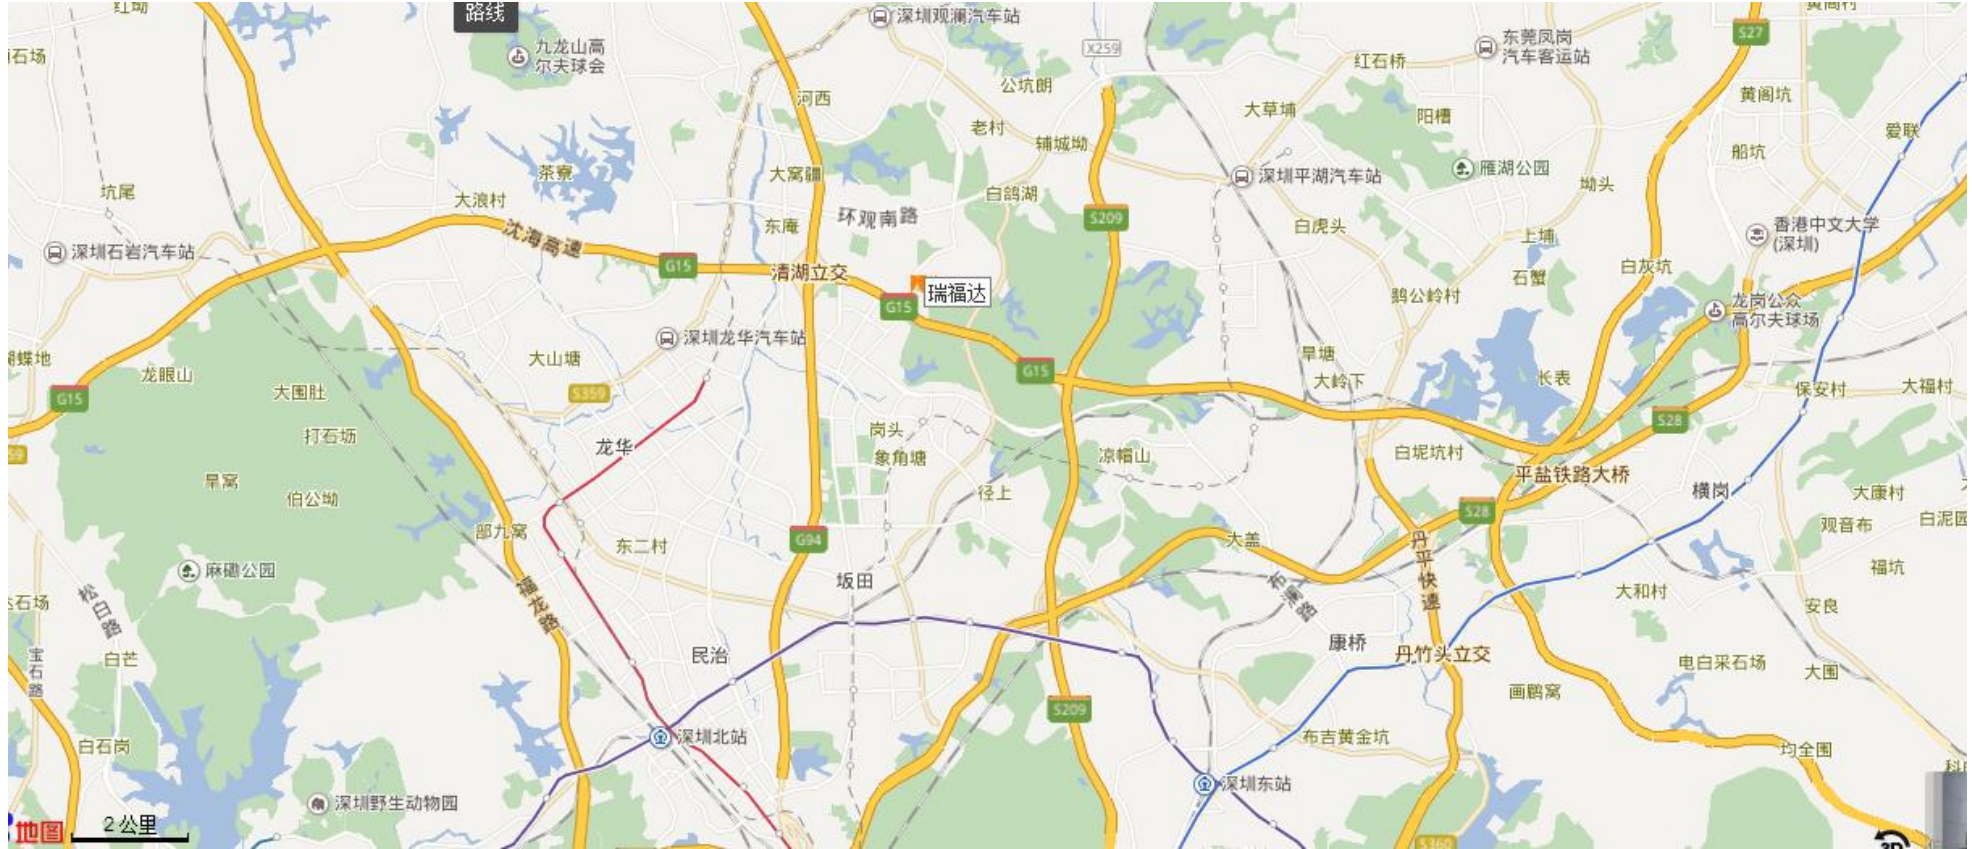 路线
深圳观澜汽车站
九龙山高
尔夫球会
X259
东莞凤岗
汽车客运站
S27
红石桥
公坑朗
河西
大草埔
阳槽
黄阁坑
老村
辅城坳
爱联
船坑
茶寮
大窝疆
深圳平湖汽车站
雁湖公园
坳头
坑尾
大浪村
白鸽湖
环观南路
S209
东庵
白虎头
上埔
香港中文大学
(深圳)
沈海高速
深圳石岩汽车站
G15
清湖立交
石蟹
白灰坑
瑞福达
G15
鹅公岭村
龙岗公众
高尔夫球场
深圳龙华汽车站
大山塘
旱塘
龙眼山
G15
大岭下
长表
大围肚
S359
G15
保安村
大福村
S28
打石坜
岗头
龙华
象角塘
凉帽山
白坭坑村
平盐铁路大桥
旱窝
伯公坳
径上
横岗
大康村
S28
观音布
白泥园
部九窝
东二村
G94
大盖
丹平快速
麻磡公园
坂田
福坑
松白路
福龙路
布澜路
大和村
安良
宝石路
白芒
民治
康桥
丹竹头立交
电白采石场
大围
画鹛窝
S209
白石岗
深圳北站
布吉黄金坑
均全围
深圳东站
深圳野生动物园
地图
2 公里
S360